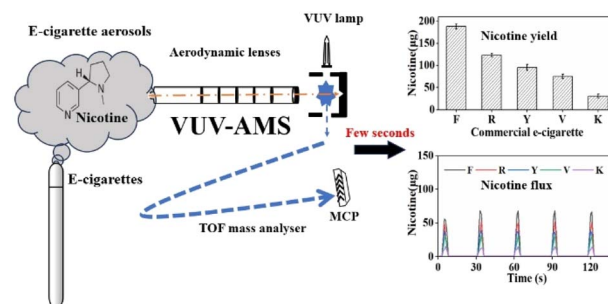 E-cigarette aerosols
N
N
Nicotine
E-cigarettes
Aerodynamic lenses
VUV lamp
VUV-AMS
TOF mass analyser
MCP
Few seconds
Nicotine yield
Nicotine(μg)
200
150
100
50
0
F R Y V K
Commercial e-cigarette
F R Y V K
Nicotine flux
Nicotine(μg)
150
100
50
0
0 30 60 90 120
Time (s)